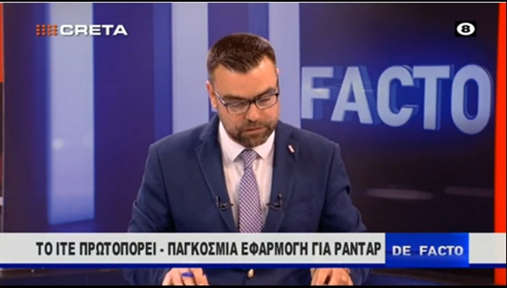 CRETA
8
FACTO
ΤΟ ΙΤΕ ΠΡΩΤΟΠΟΡΕΙ - ΠΑΓΚΟΣΜΙΑ ΕΦΑΡΜΟΓΗ ΓΙΑ ΡΑΝΤΑΡ
DE FACTO